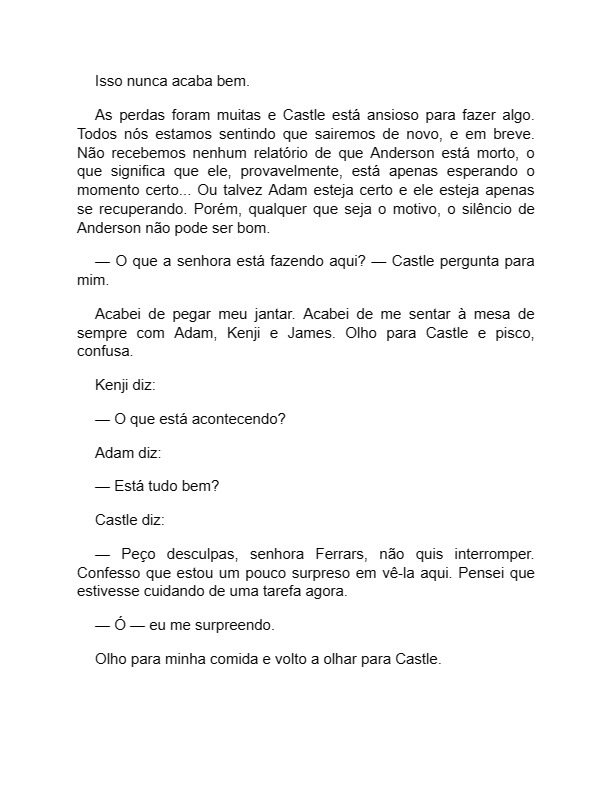 Isso nunca acaba bem.
As perdas foram muitas e Castle está ansioso para fazer algo.
Todos nós estamos sentindo que sairemos de novo, e em breve.
Não recebemos nenhum relatório de que Anderson está morto, o
que significa que ele, provavelmente, está apenas esperando o
momento certo... Ou talvez Adam esteja certo e ele esteja apenas
se recuperando. Porém, qualquer que seja o motivo, o silêncio de
Anderson não pode ser bom.
— O que a senhora está fazendo aqui? — Castle pergunta para
mim.
Acabei de pegar meu jantar. Acabei de me sentar à mesa de
sempre com Adam, Kenji e James. Olho para Castle e pisco,
confusa.
Kenji diz:
— O que está acontecendo?
Adam diz:
— Está tudo bem?
Castle diz:
— Peço desculpas, senhora Ferrars, não quis interromper.
Confesso que estou um pouco surpreso em vê-la aqui. Pensei que
estivesse cuidando de uma tarefa agora.
— Ó — eu me surpreendo.
Olho para minha comida e volto a olhar para Castle.